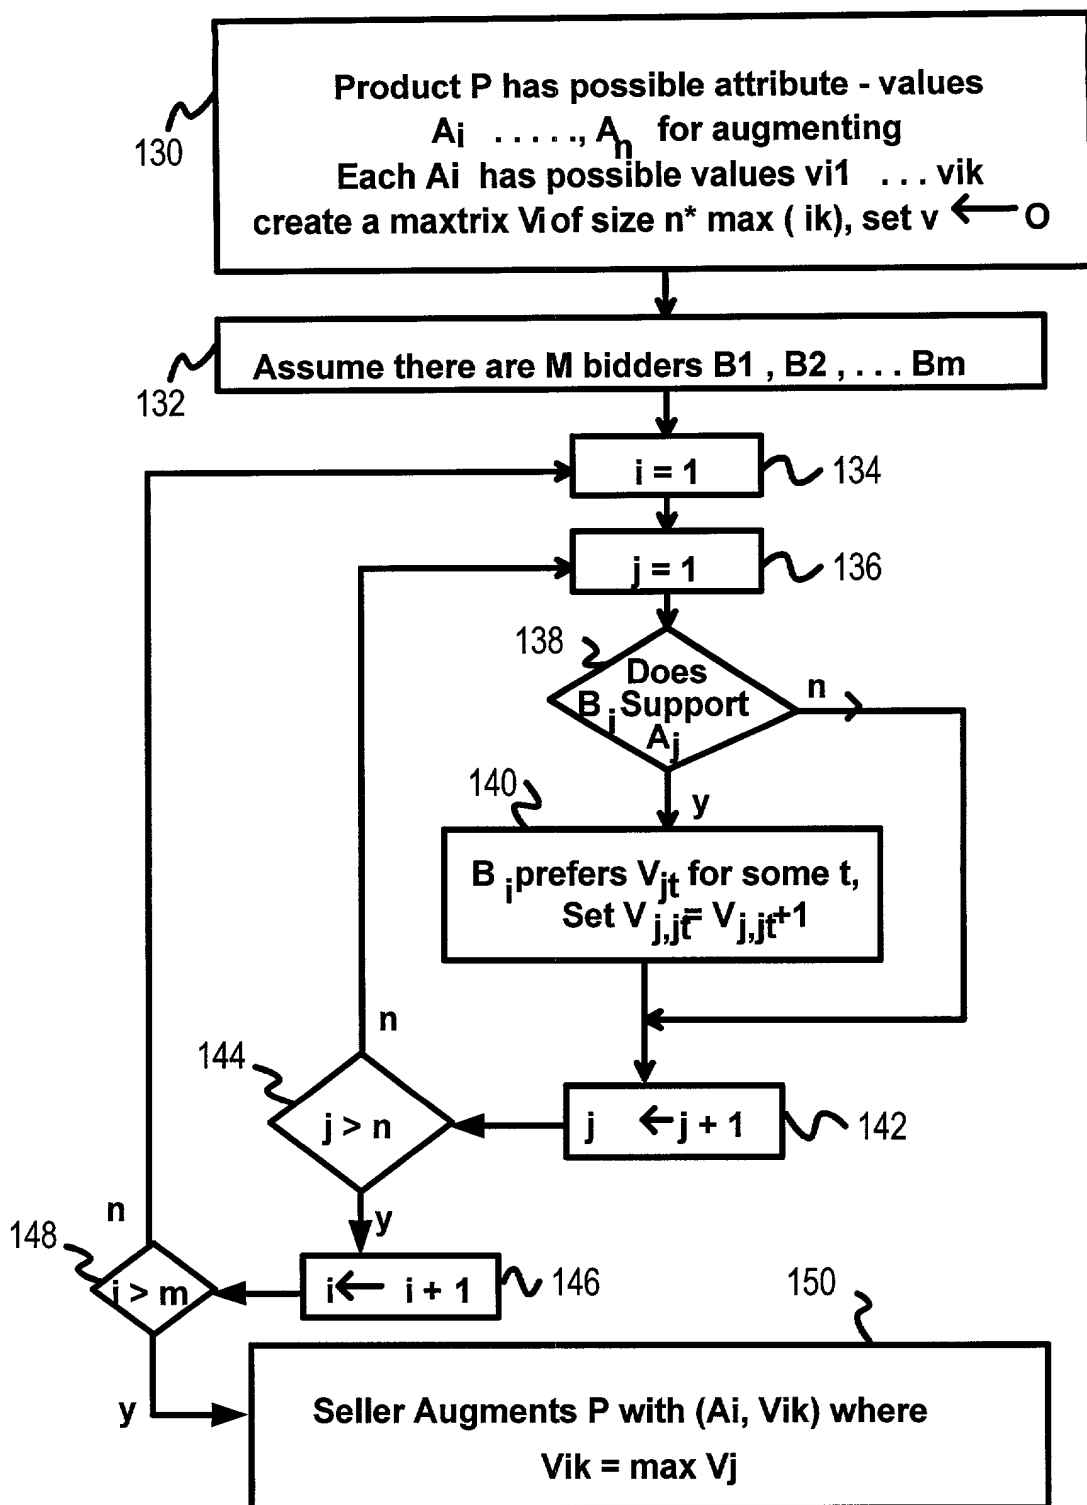 Product P has possible attribute - values
Ai ....., An for augmenting
Each Ai has possible values vi1 ... vik
create a maxtrix Vi of size n* max ( ik), set v ← O
130
Assume there are M bidders B1 , B2 , . . . Bm
132
i = 1
134
j = 1
136
138
Does
Bi Support
Aj
n
y
140
B i prefers Vjt for some t,
Set V j,jt= Vj,jt+1
n
144
j > n
j ← j + 1
142
y
n
148
i > m
i ← i + 1
146
150
y
Seller Augments P with (Ai, Vik) where
Vik = max Vj